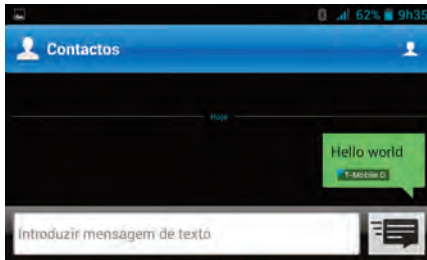 62% 9h35
Contactos
Hoje
Hello world
T-Mobile D
Introduzir mensagem de texto